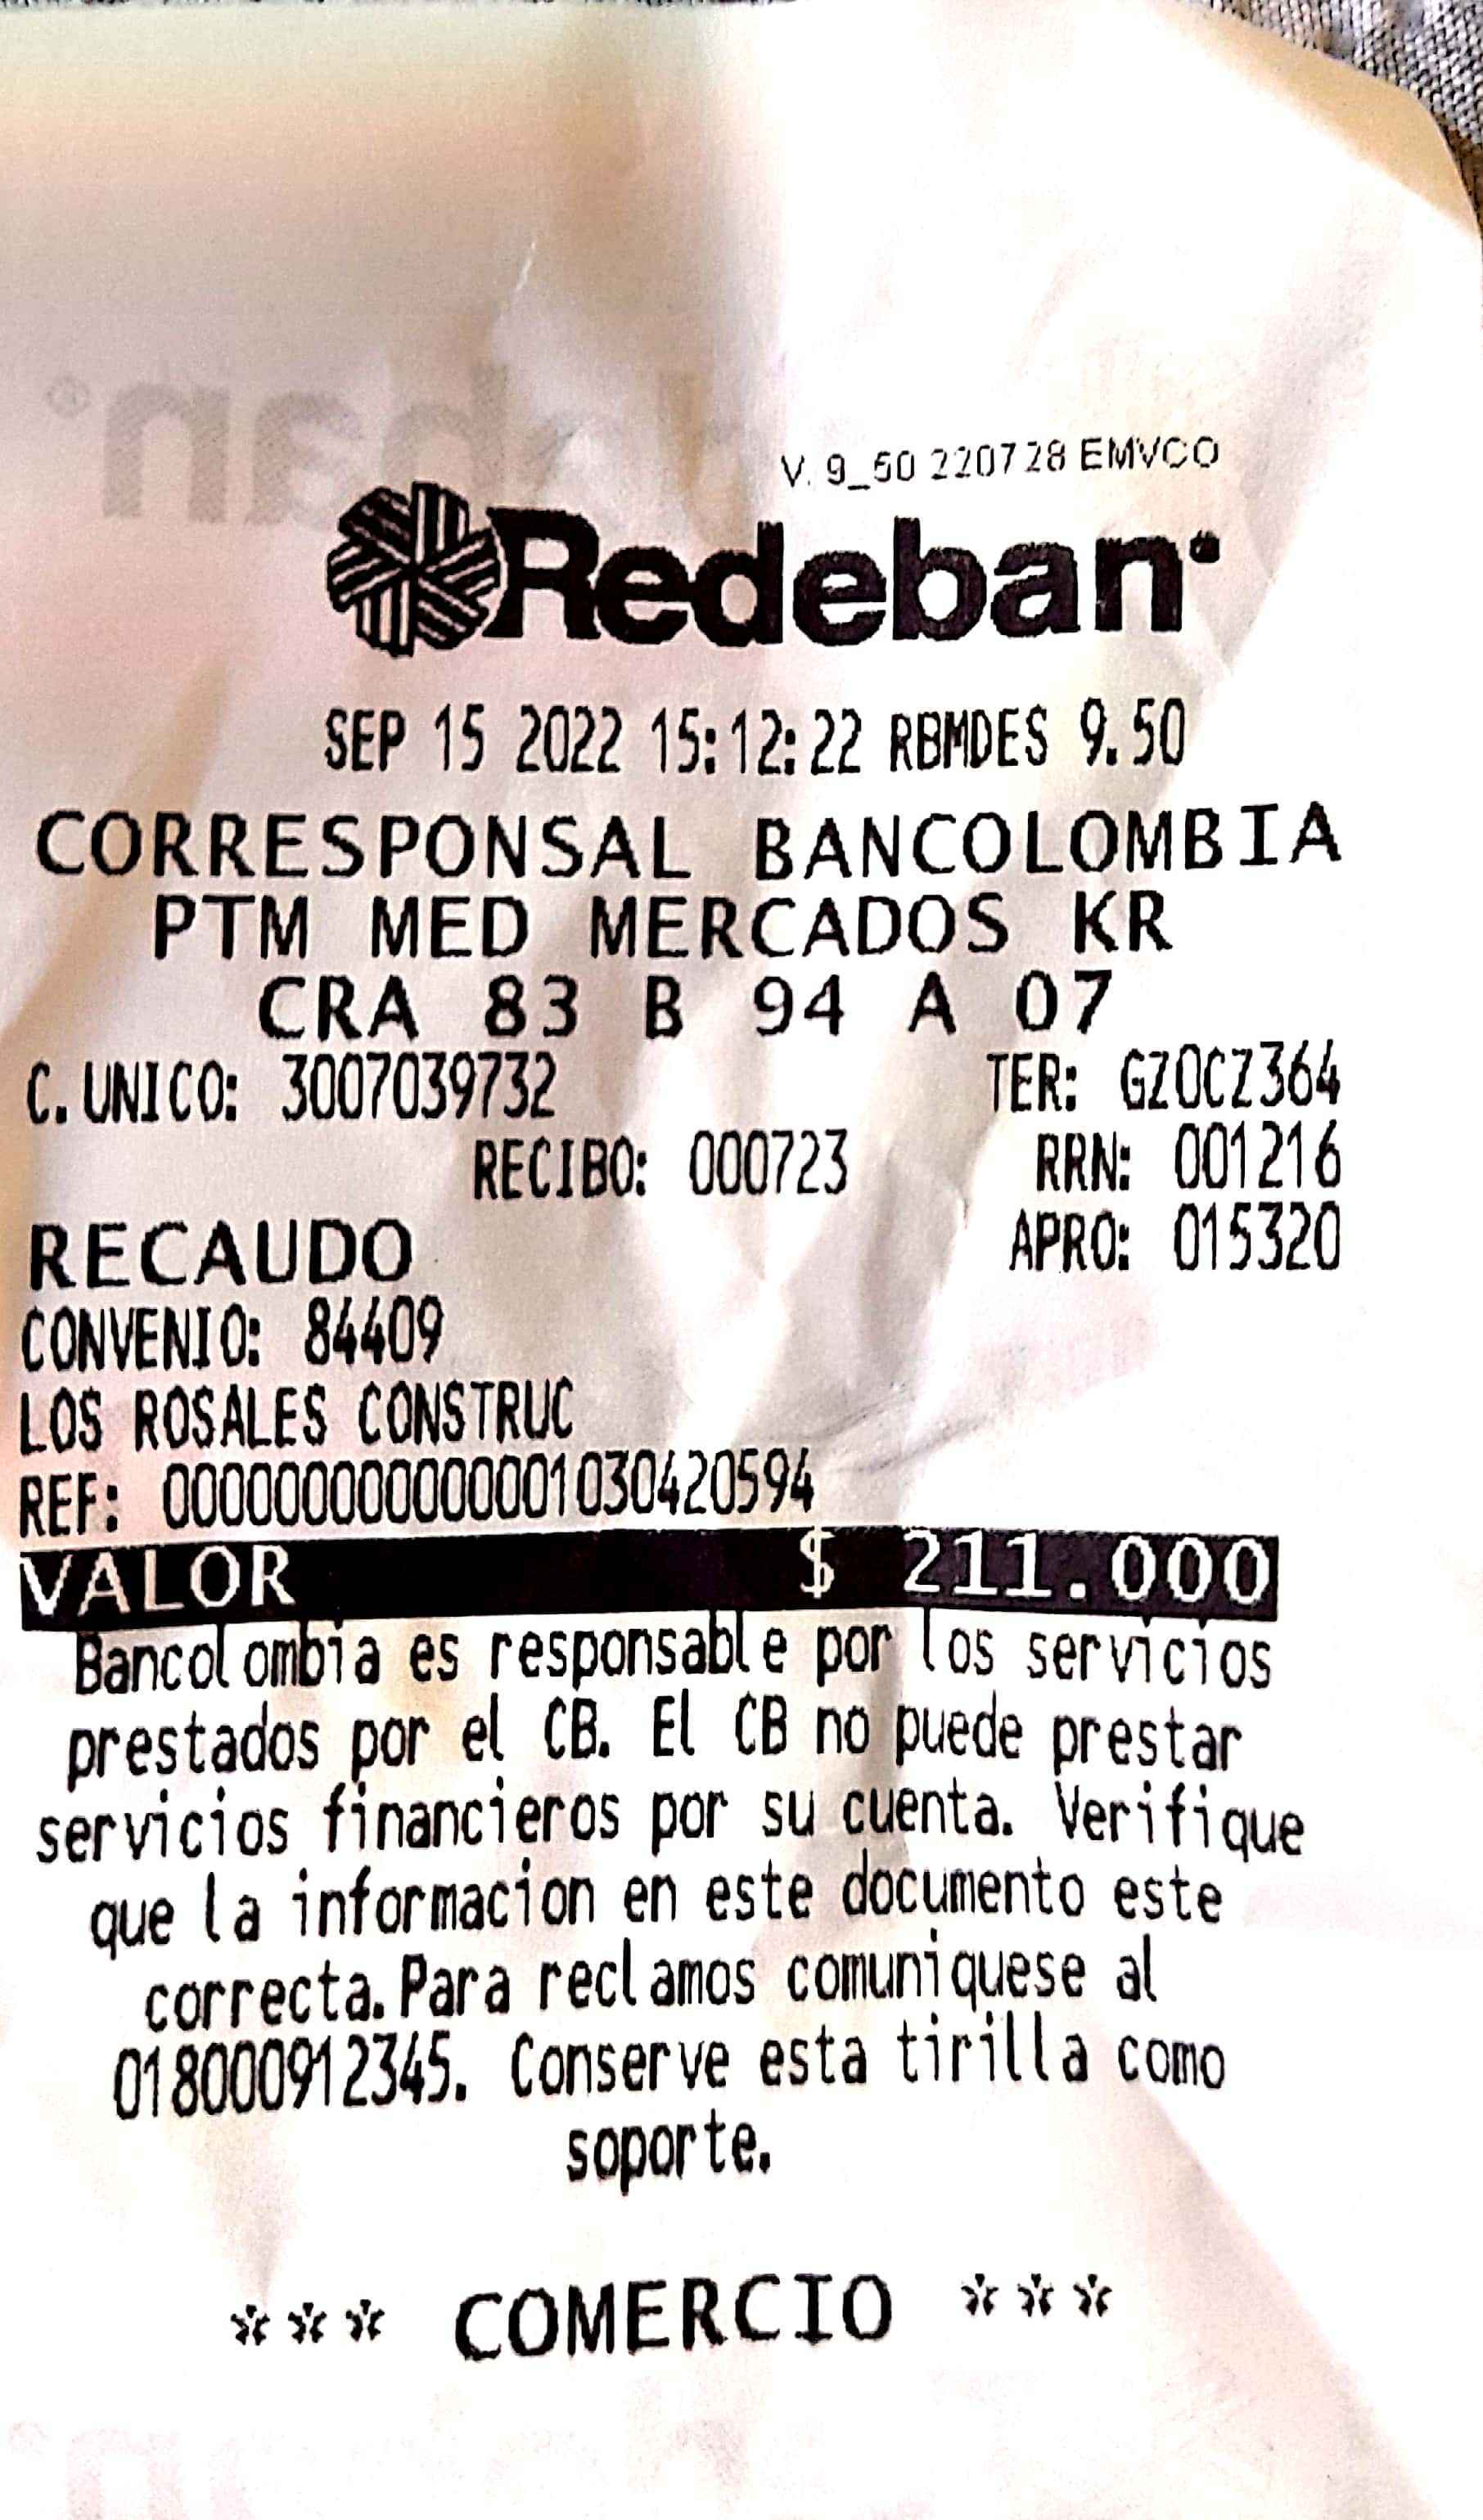 V. 9_50 220728 EMVCO
Redeban
SEP 15 2022 15:12:22 RBMDES 9.50
CORRESPONSAL BANCOLOMBIA
PTM MED MERCADOS KR
CRA 83 B 94 A 07
C.UNICO: 3007039732 TER: GZOCZ364
RECIBO: 000723 RRN: 001216
RECAUDO APRO: 015320
CONVENIO: 84409
LOS ROSALES CONSTRUC
REF: 00000000000001030420594
VALOR $ 211.000
Bancolombia es responsable por los servicios
prestados por el CB. El CB no puede prestar
servicios financieros por su cuenta. Verifique
que la informacion en este documento este
correcta.Para reclamos comuniquese al
018000912345. Conserve esta tirilla como
soporte.
*** COMERCIO ***